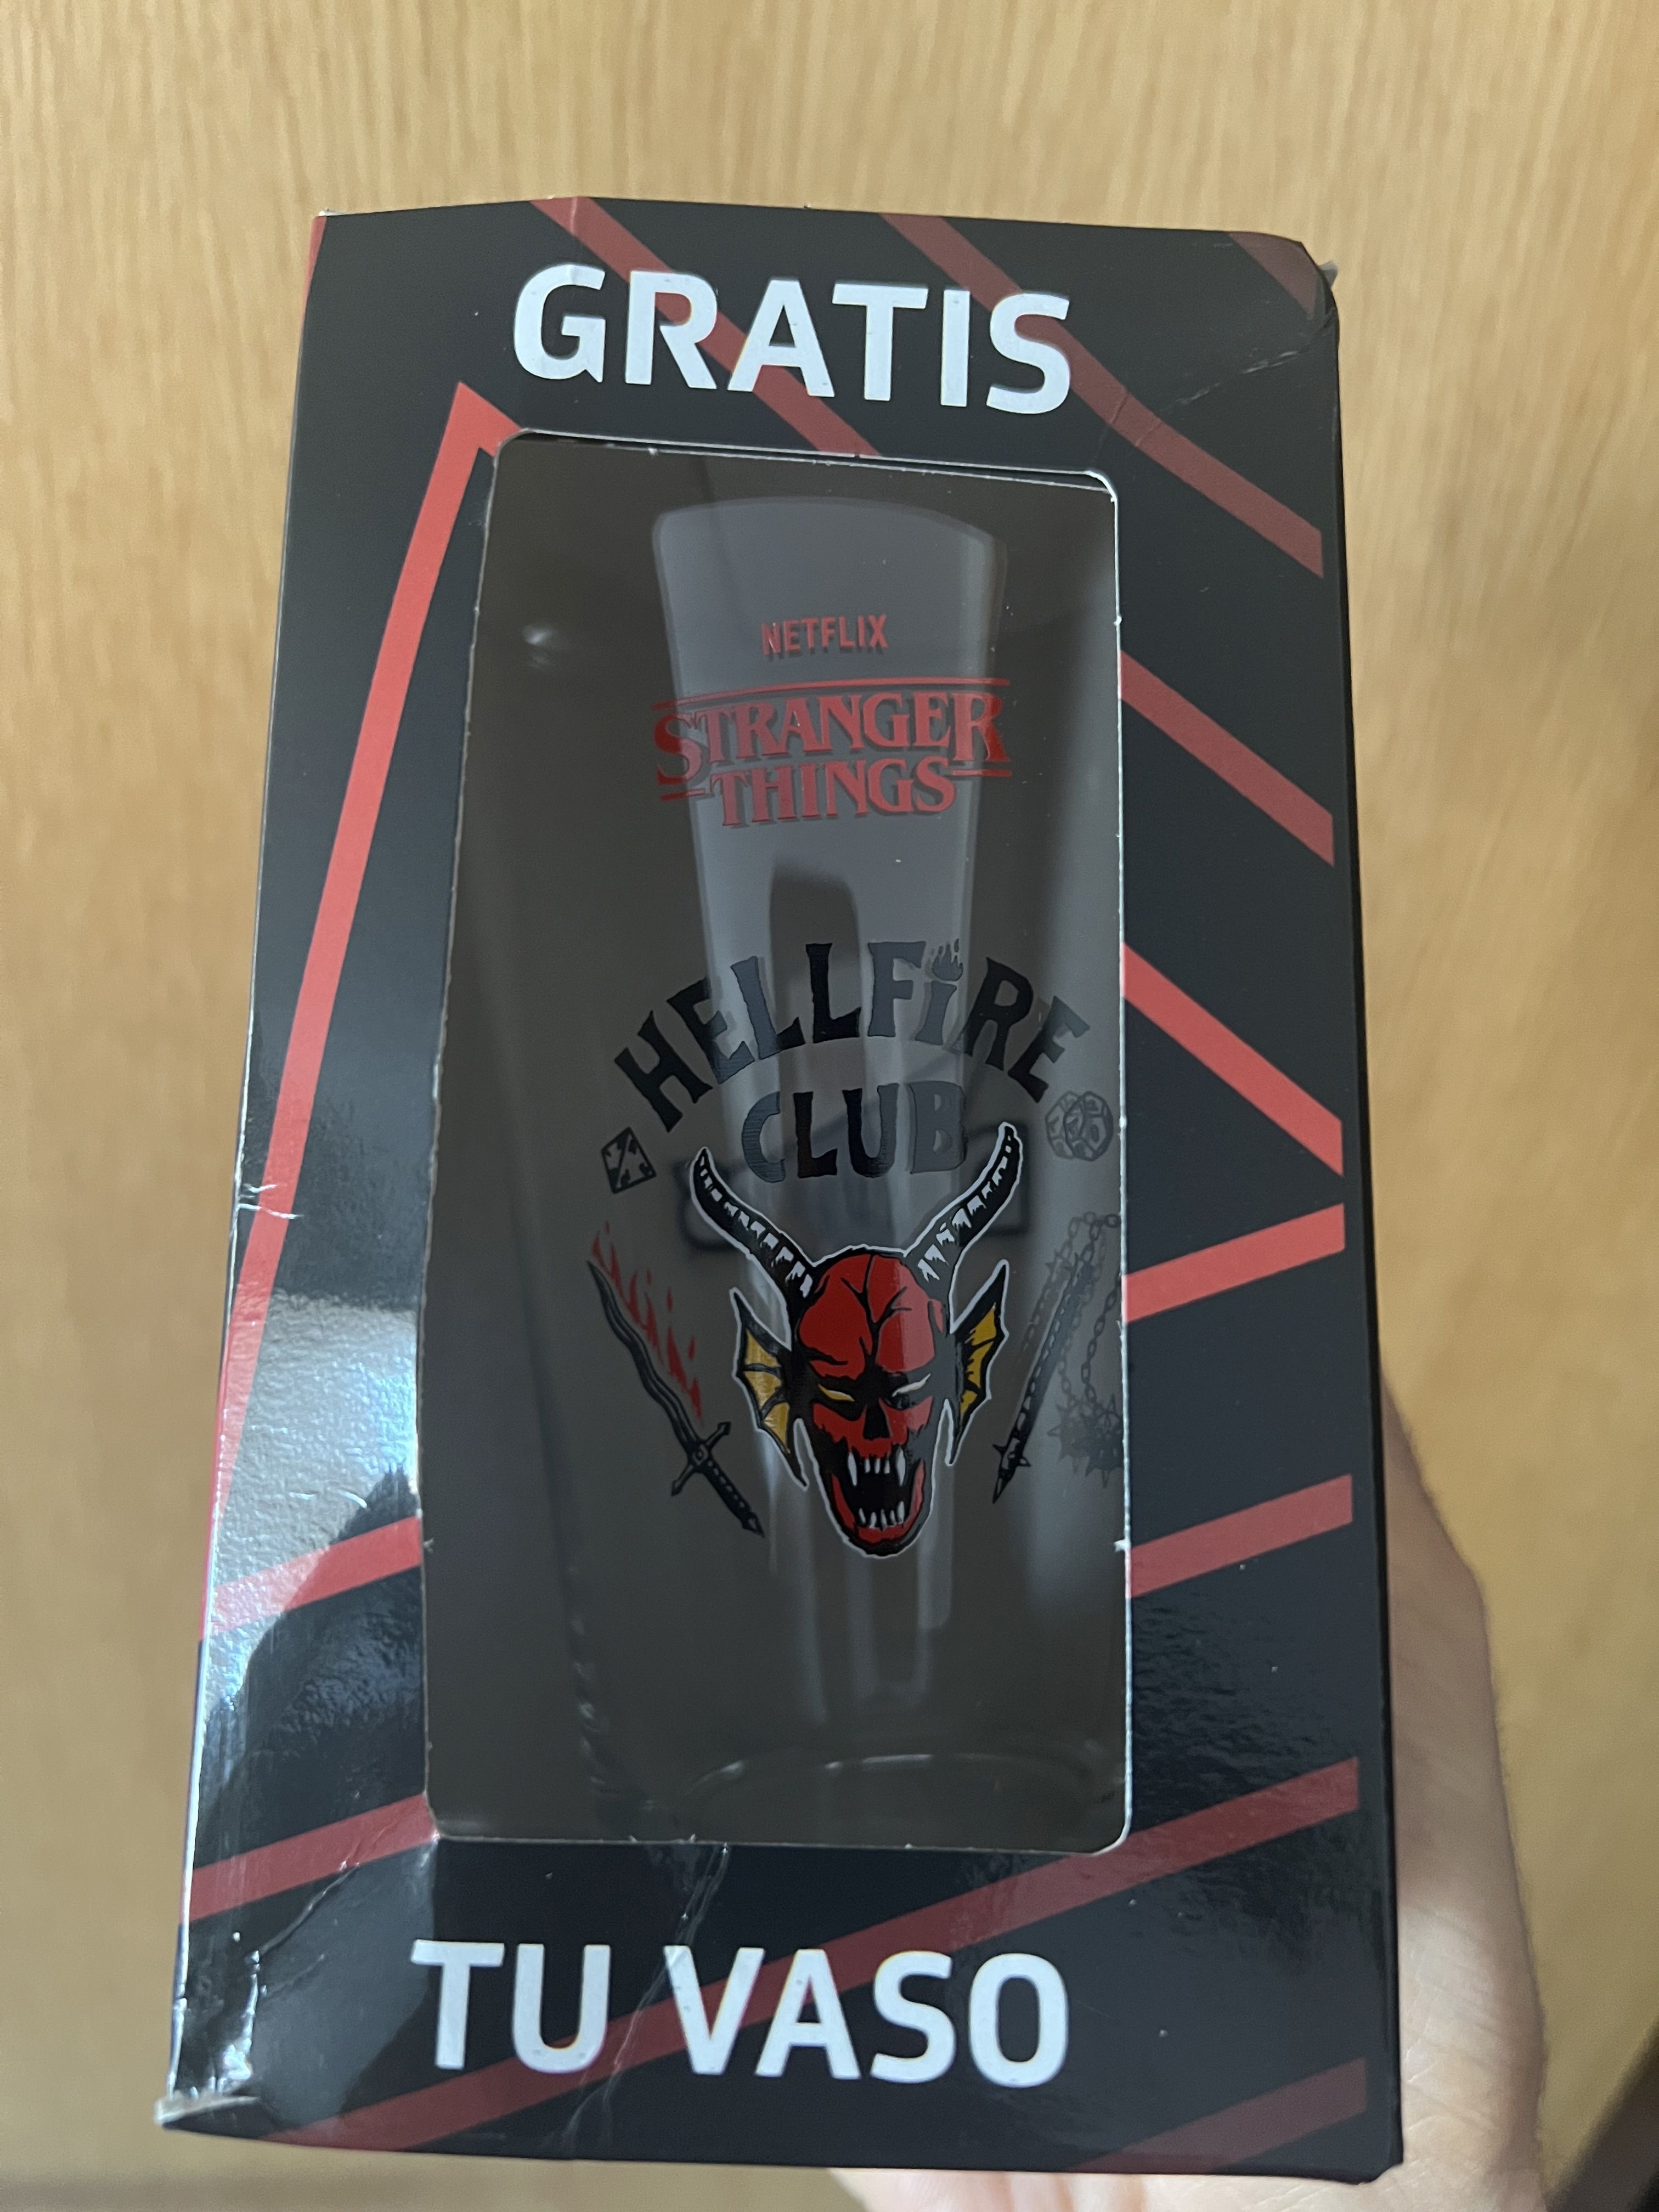 GRATIS
NETFLIX
STRANGER
THINGS
HELLFiRE
CLUB
TU VASO